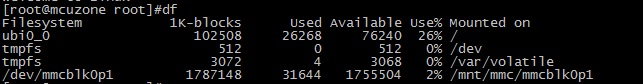 [root@mcuzone root]#df
Filesystem 1K-blocks Used Available Use% Mounted on
ubi0_0 102508 26268 76240 26% /
tmpfs 512 0 512 0% /dev
tmpfs 3072 4 3068 0% /var/volatile
/dev/mmcblk0p1 1787148 31644 1755504 2% /mnt/mmc/mmcblk0p1